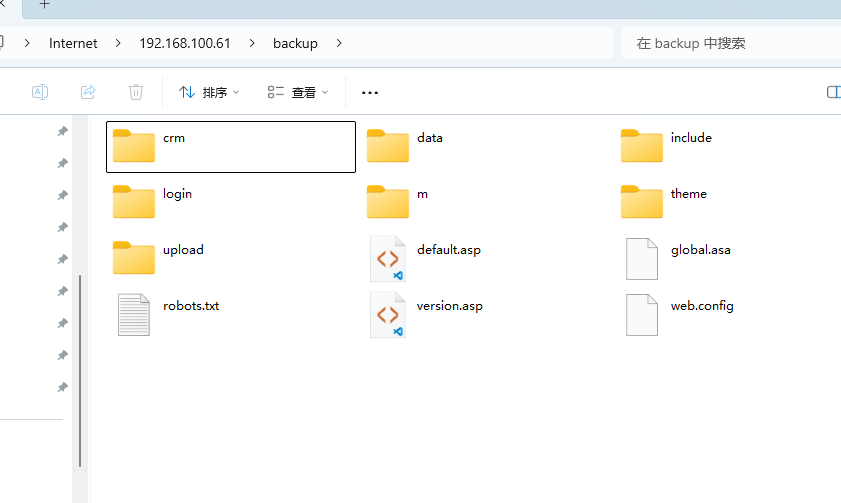 Internet > 192.168.100.61 > backup >
在 backup 中搜索
排序
查看
crm
data
include
login
m
theme
upload
default.asp
global.asa
robots.txt
version.asp
web.config